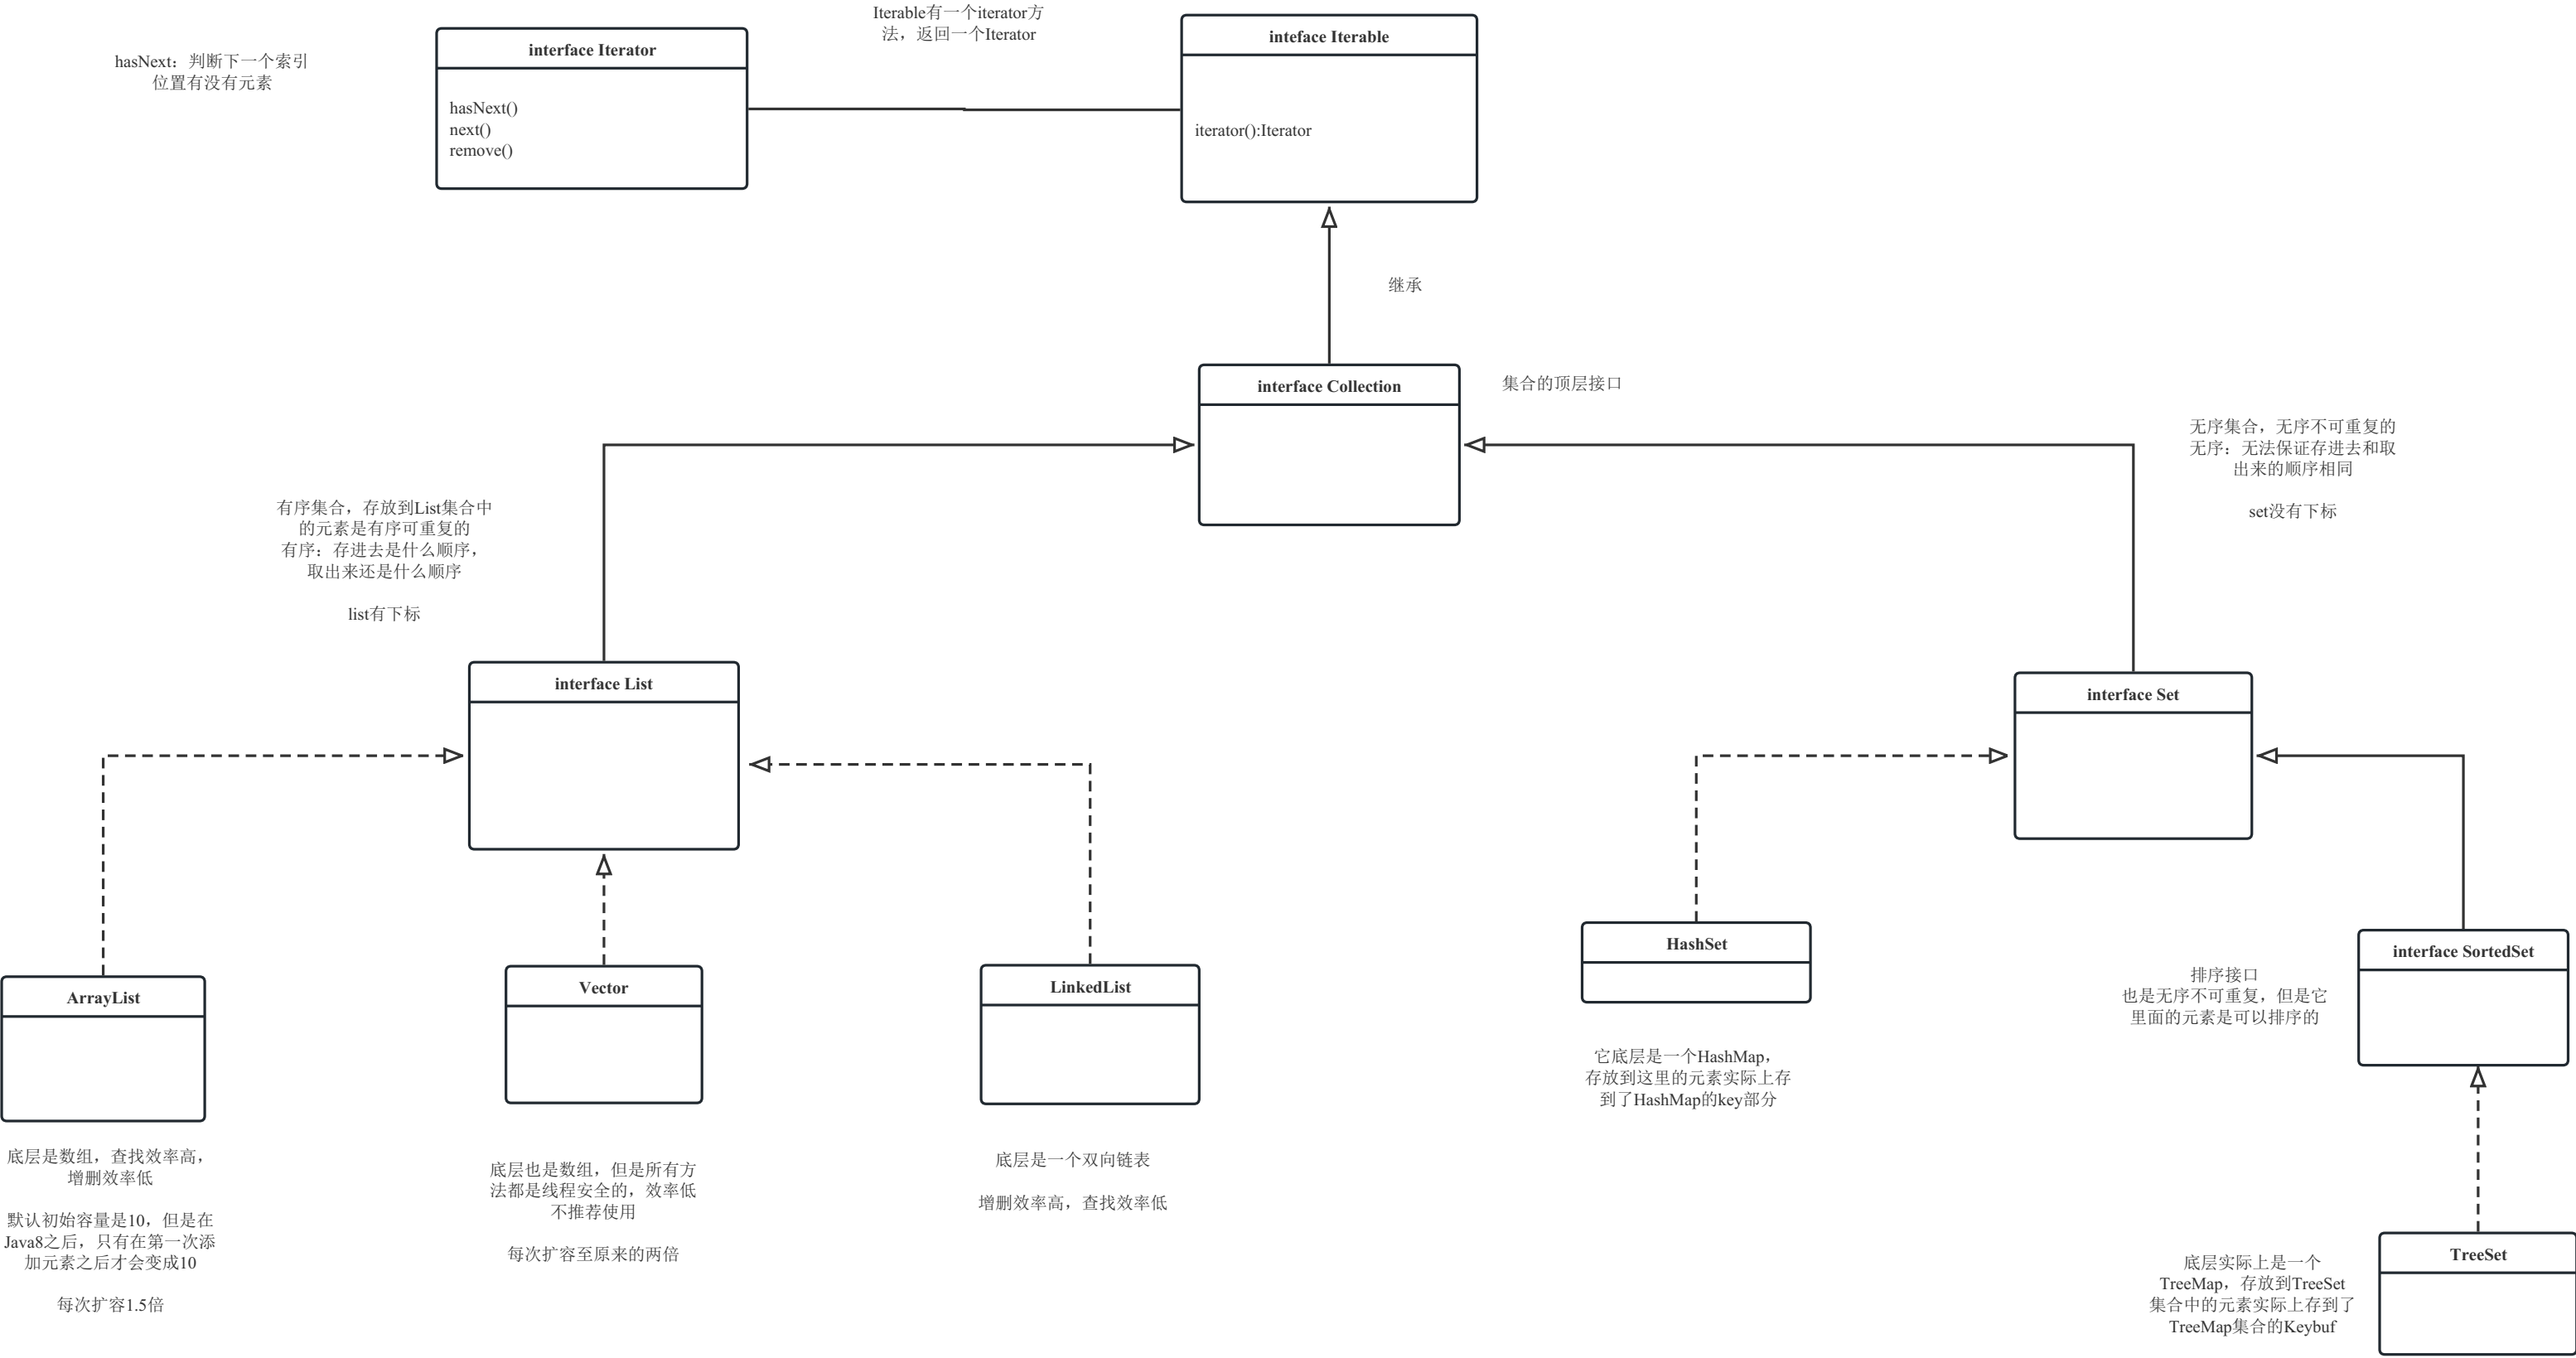 Iterable有一个iterator方
法，返回一个Iterator
hasNext：判断下一个索引
位置有没有元素
interface Iterator
hasNext()
next()
remove()
inteface Iterable
iterator():Iterator
继承
interface Collection
集合的顶层接口
有序集合，存放到List集合中
的元素是有序可重复的
有序：存进去是什么顺序，
取出来还是什么顺序
list有下标
无序集合，无序不可重复的
无序：无法保证存进去和取
出来的顺序相同
set没有下标
interface List
interface Set
ArrayList
底层是数组，查找效率高，
增删效率低
默认初始容量是10，但是在
Java8之后，只有在第一次添
加元素之后才会变成10
每次扩容1.5倍
Vector
底层也是数组，但是所有方
法都是线程安全的，效率低
不推荐使用
每次扩容至原来的两倍
LinkedList
底层是一个双向链表
增删效率高，查找效率低
HashSet
它底层是一个HashMap，
存放到这里的元素实际上存
到了HashMap的key部分
interface SortedSet
排序接口
也是无序不可重复，但是它
里面的元素是可以排序的
TreeSet
底层实际上是一个
TreeMap，存放到TreeSet
集合中的元素实际上存到了
TreeMap集合的Keybuf